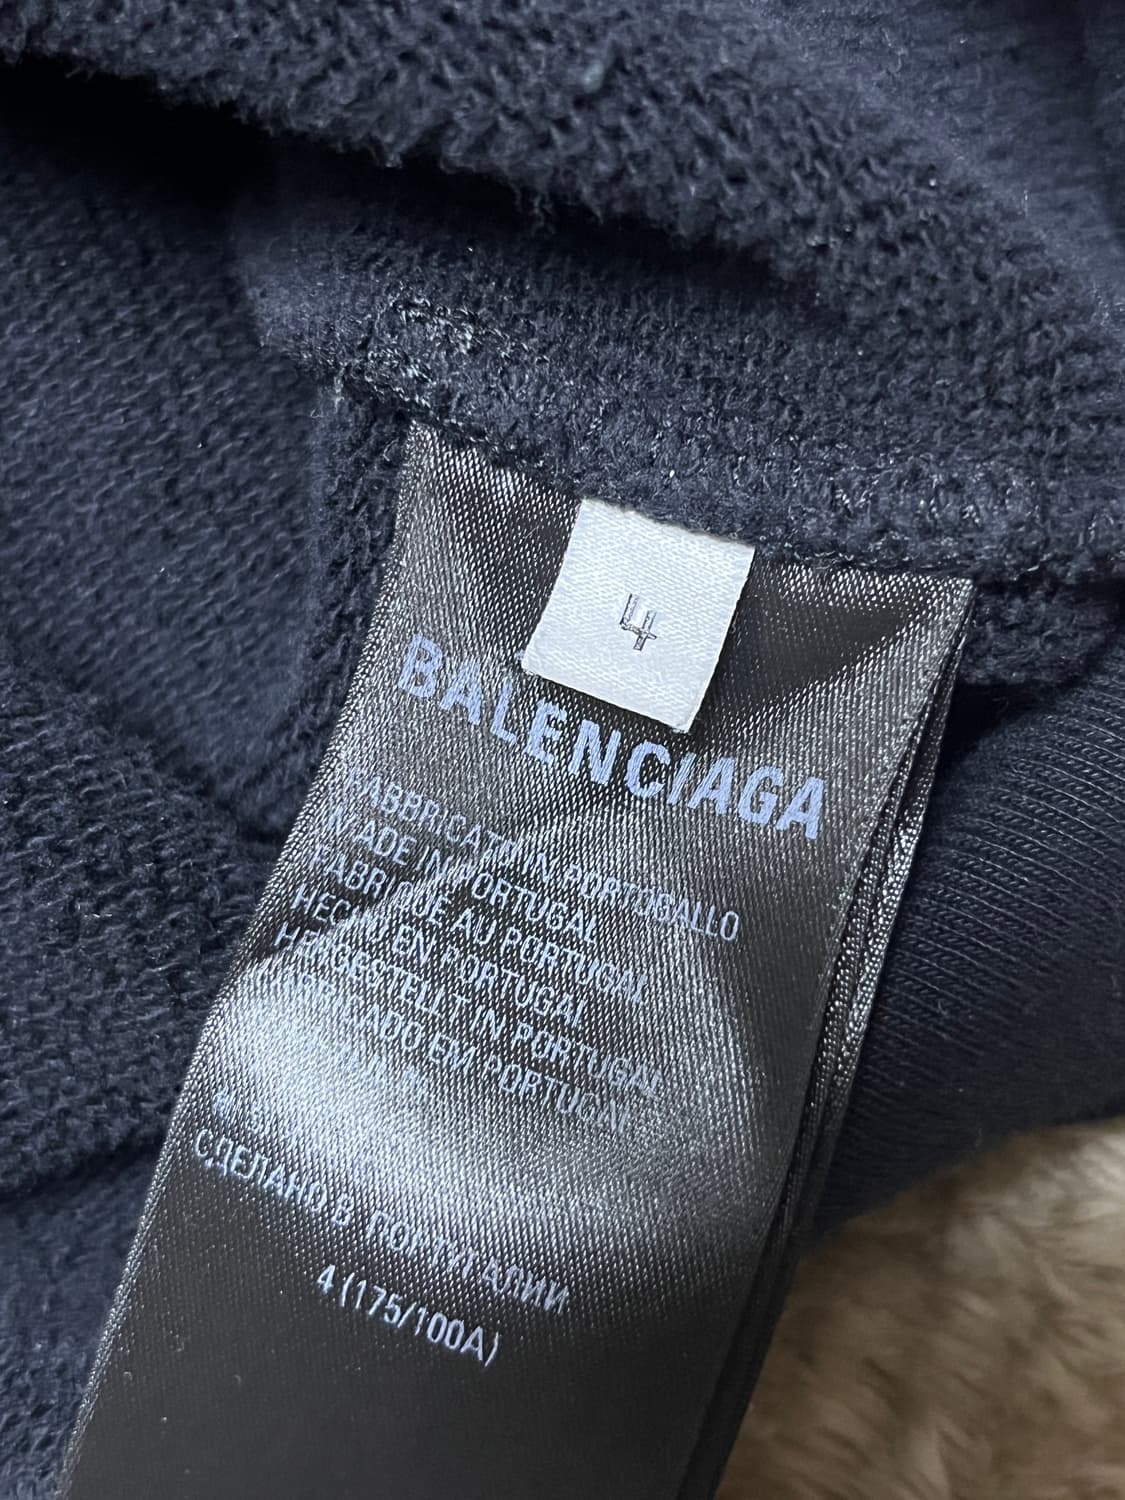 4
BALENCIAGA
FABBRICATO IN PORTOGALLO
MADE IN PORTUGAL
FABRIQUÉ AU PORTUGAL
HECHO EN PORTUGAL
HERGESTELLT IN PORTUGAL
FABRICADO EM PORTUGAL
СДЕЛАНО В ПОРТУГАЛИИ
4 (175/100A)